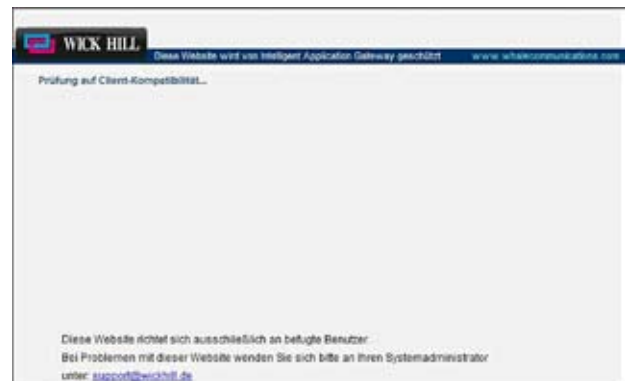 WICK HILL
Diese Website wird von Intelligent Application Gateway geschützt www.whalecommunications.com
Prüfung auf Client-Kompatibilität...
Diese Website richtet sich ausschließlich an befugte Benutzer
Bei Problemen mit dieser Website wenden Sie sich bitte an Ihren Systemadministrator
unter: support@wickhill.de